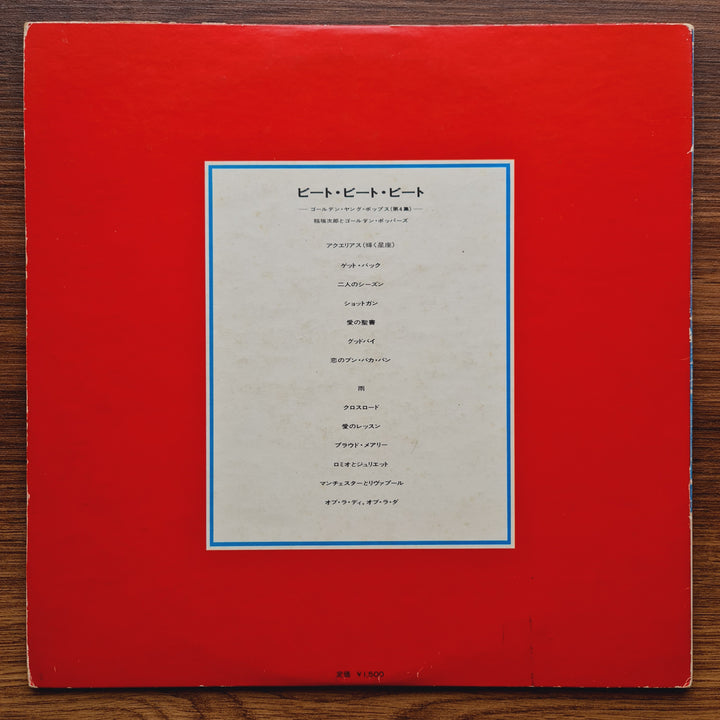 ビート・ビート・ビート
— ゴールデン・ヤング・ポップス(第4集) —
稲垣次郎とゴールデン・ポッパーズ
アクエリアス(輝く星座)
ゲット・バック
二人のシーズン
ショットガン
愛の聖書
グッドバイ
恋のブン・バカ・バン
雨
クロスロード
愛のレッスン
プラウド・メアリー
ロミオとジュリエット
マンチェスターとリヴァプール
オブ・ラ・ディ, オブ・ラ・ダ
定価 ¥1,500